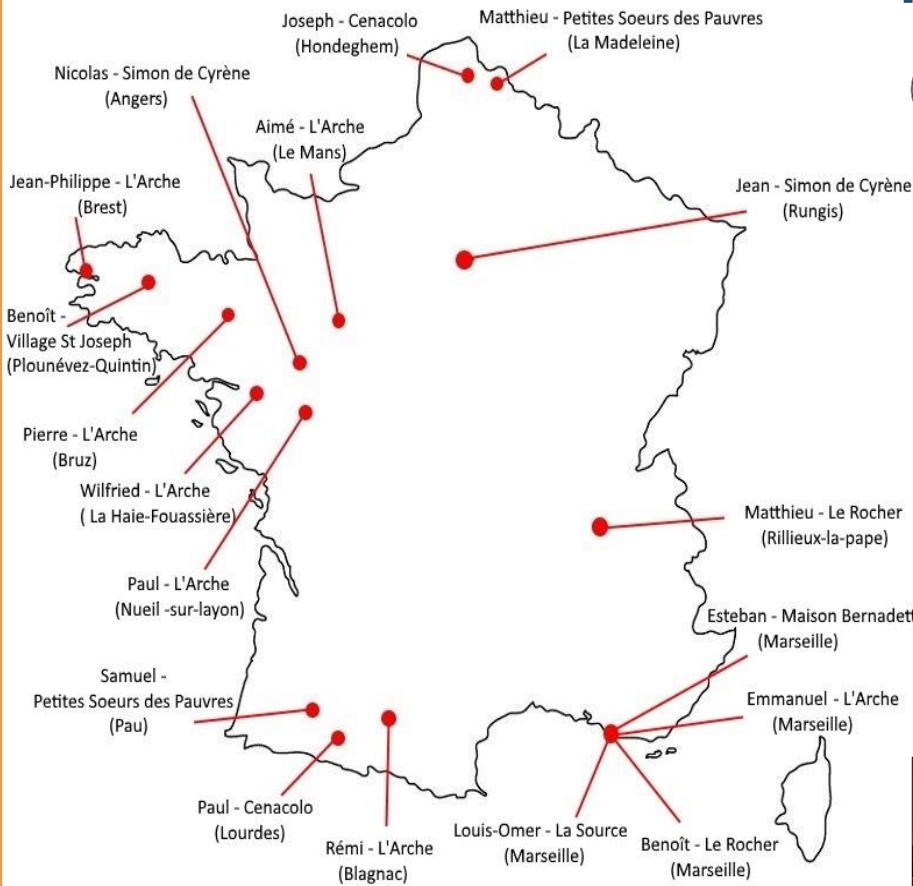 Joseph - Cenacolo
(Hondeghem)
Matthieu - Petites Soeurs des Pauvres
(La Madeleine)
Nicolas - Simon de Cyrène
(Angers)
Aimé - L'Arche
(Le Mans)
Jean-Philippe - L'Arche
(Brest)
Jean - Simon de Cyrène
(Rungis)
Benoît -
Village St Joseph
(Plounévez-Quintin)
Pierre - L'Arche
(Bruz)
Wilfried - L'Arche
( La Haie-Fouassière)
Matthieu - Le Rocher
(Rillieux-la-pape)
Paul - L'Arche
(Nueil -sur-layon)
Esteban - Maison Bernadett
(Marseille)
Samuel -
Petites Soeurs des Pauvres
(Pau)
Emmanuel - L'Arche
(Marseille)
Paul - Cenacolo
(Lourdes)
Rémi - L'Arche
(Blagnac)
Louis-Omer - La Source
(Marseille)
Benoît - Le Rocher
(Marseille)